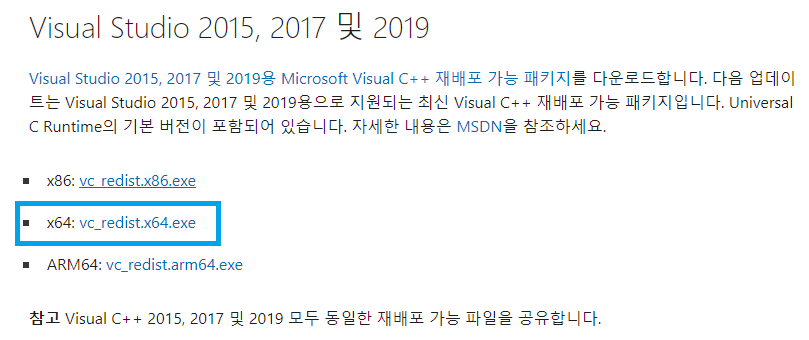 Visual Studio 2015, 2017 및 2019
Visual Studio 2015, 2017 및 2019용 Microsoft Visual C++ 재배포 가능 패키지를 다운로드합니다. 다음 업데이
트는 Visual Studio 2015, 2017 및 2019용으로 지원되는 최신 Visual C++ 재배포 가능 패키지입니다. Universal
C Runtime의 기본 버전이 포함되어 있습니다. 자세한 내용은 MSDN을 참조하세요.
x86: vc_redist.x86.exe
x64: vc_redist.x64.exe
ARM64: vc_redist.arm64.exe
참고 Visual C++ 2015, 2017 및 2019 모두 동일한 재배포 가능 파일을 공유합니다.